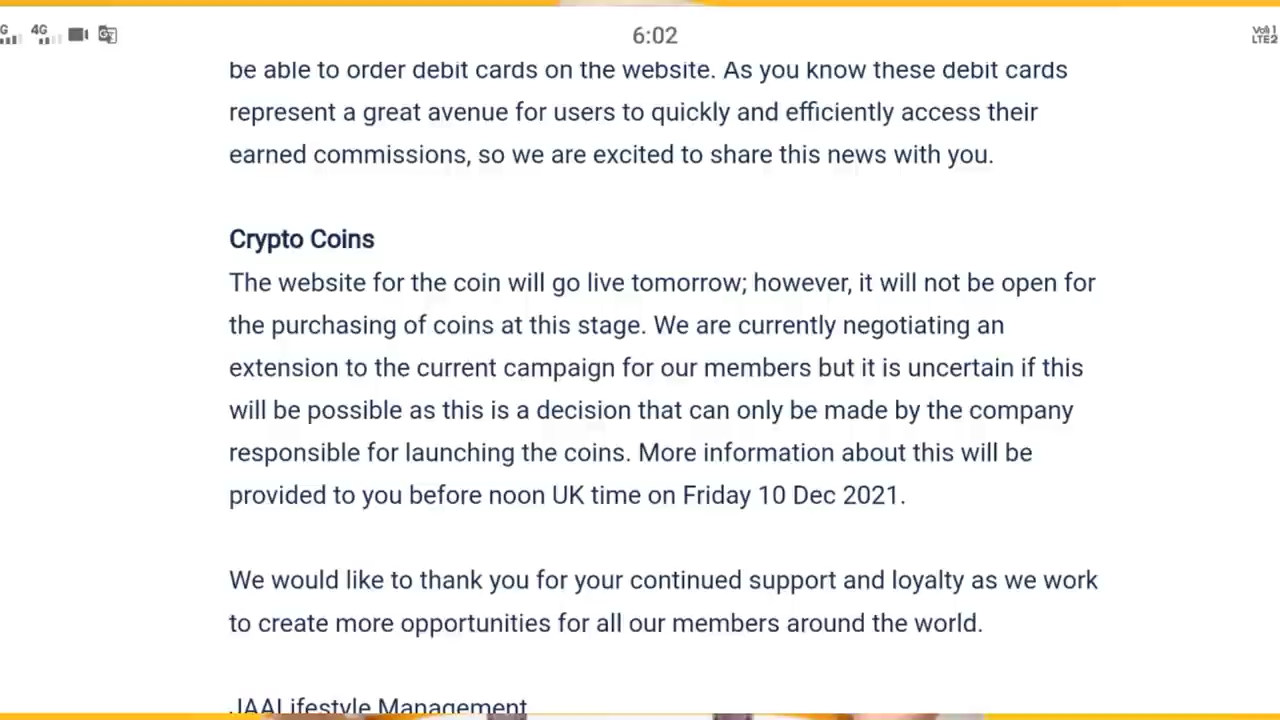 G 4G 6:02 Vo)) 1
LTE2
be able to order debit cards on the website. As you know these debit cards
represent a great avenue for users to quickly and efficiently access their
earned commissions, so we are excited to share this news with you.
Crypto Coins
The website for the coin will go live tomorrow; however, it will not be open for
the purchasing of coins at this stage. We are currently negotiating an
extension to the current campaign for our members but it is uncertain if this
will be possible as this is a decision that can only be made by the company
responsible for launching the coins. More information about this will be
provided to you before noon UK time on Friday 10 Dec 2021.
We would like to thank you for your continued support and loyalty as we work
to create more opportunities for all our members around the world.
JAALifestyle Management